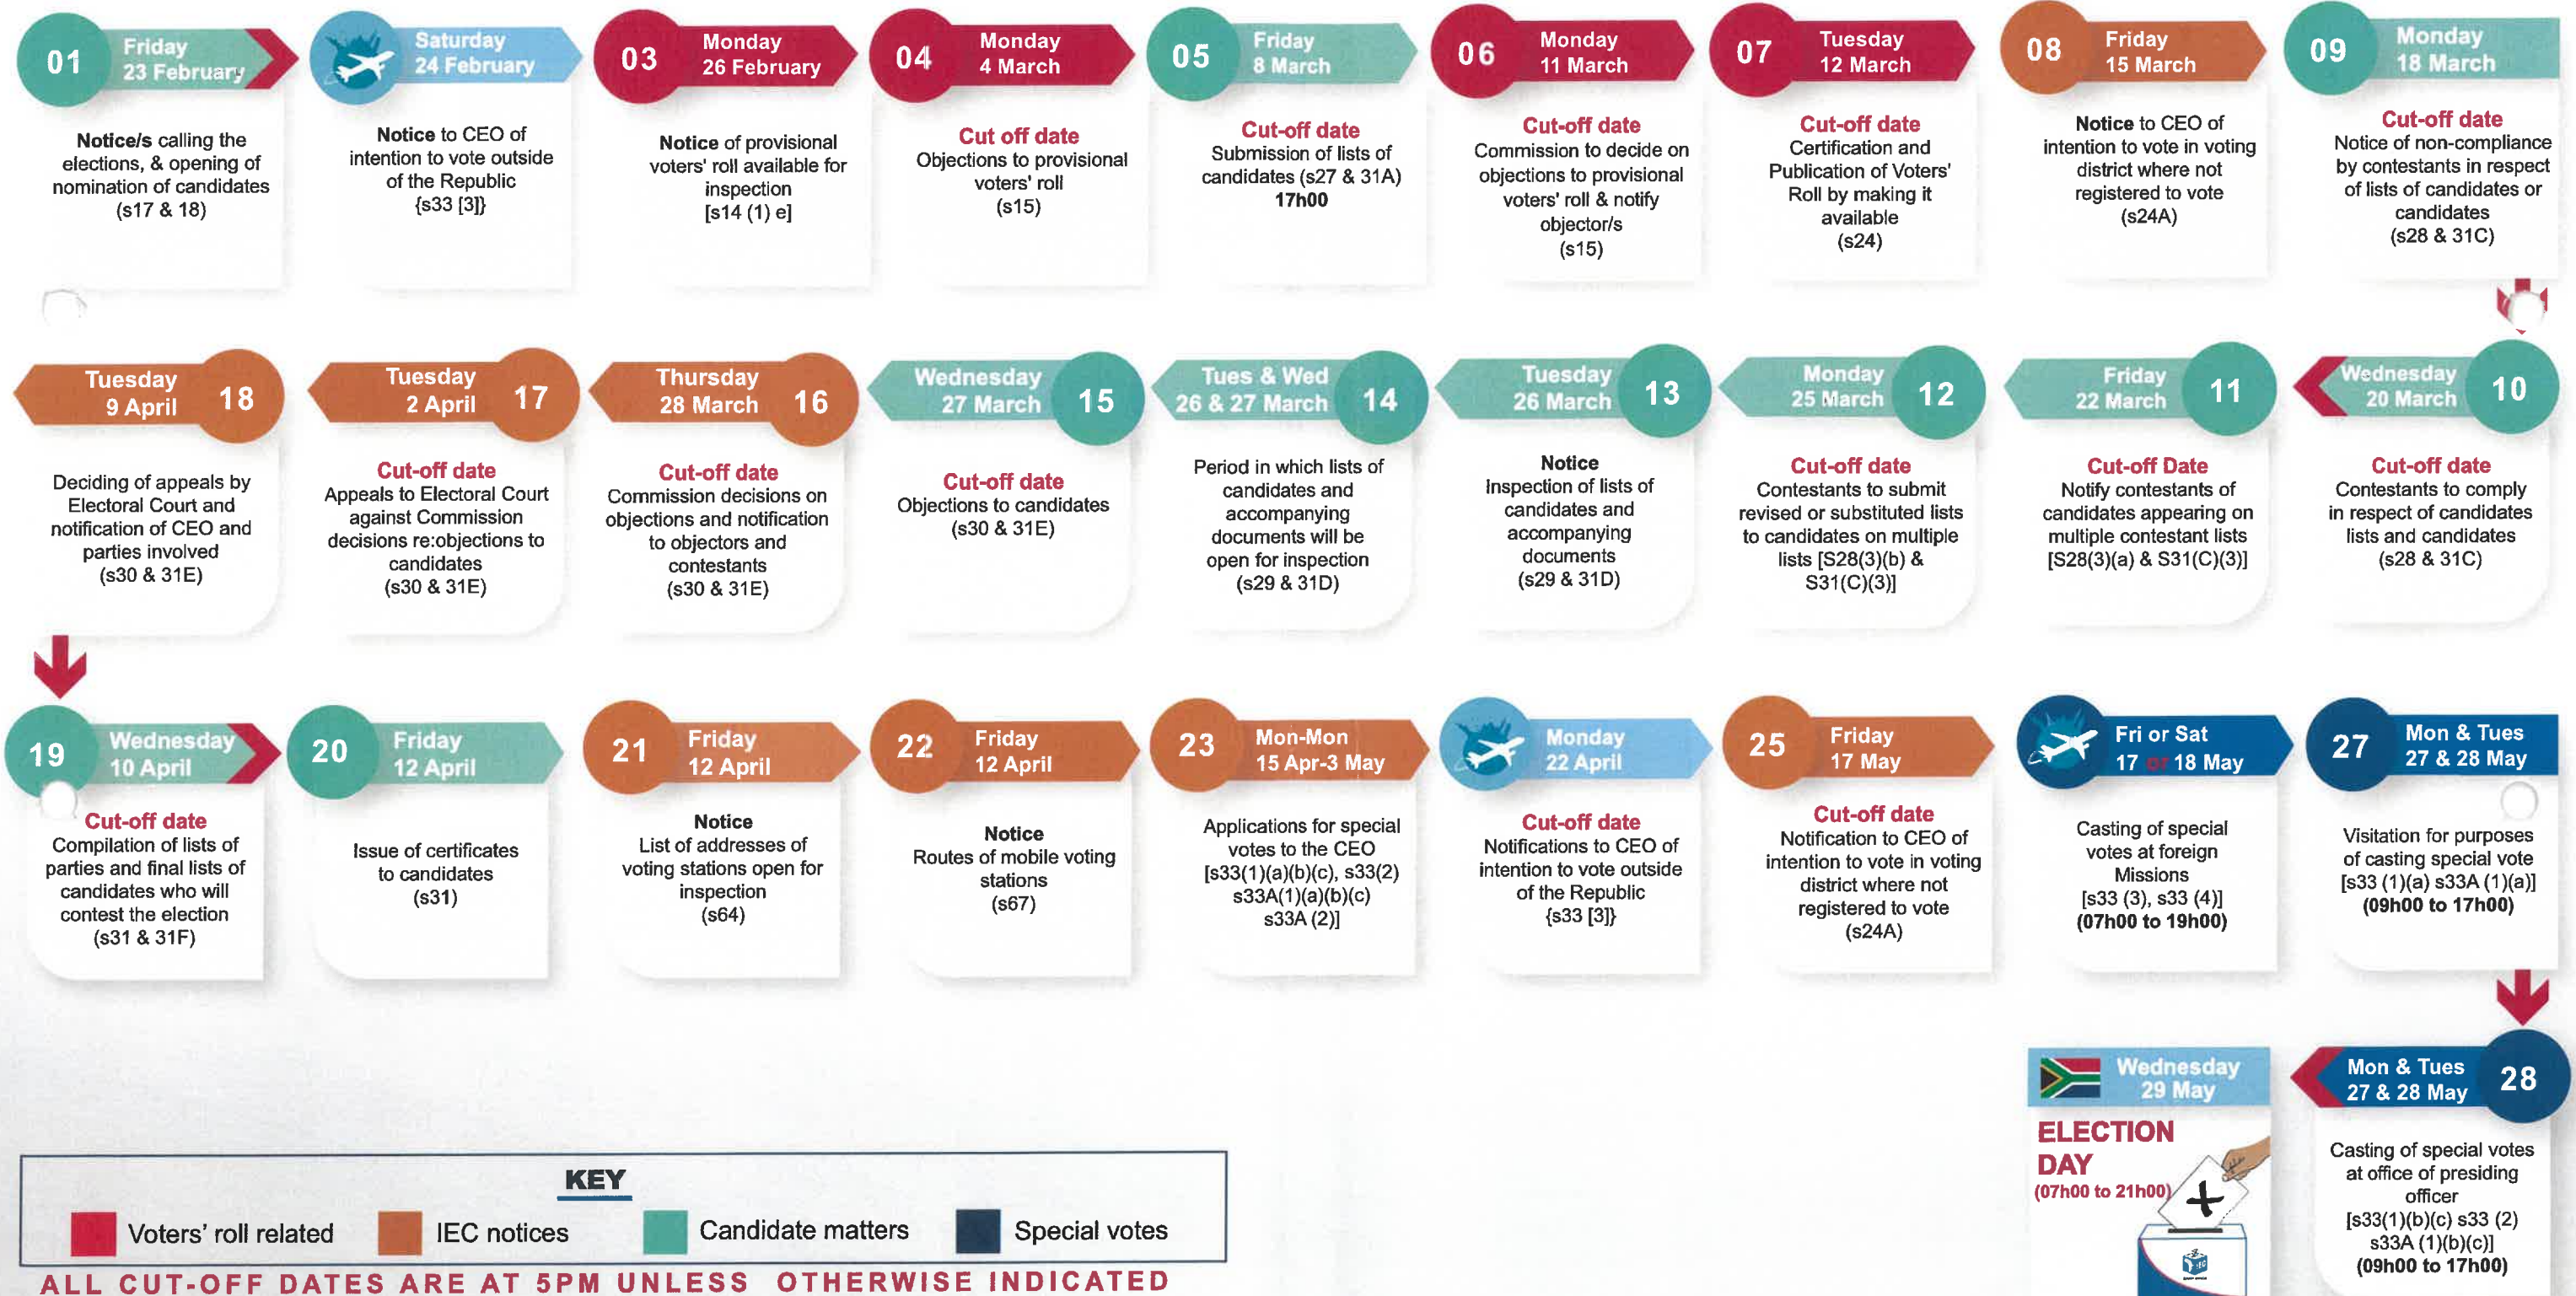 01
Friday
23 February
Notice/s calling the
elections, & opening of
nomination of candidates
(s17 & 18)
Saturday
24 February
Notice to CEO of
intention to vote outside
of the Republic
{s33 [3]}
03
Monday
26 February
Notice of provisional
voters' roll available for
inspection
[s14 (1) e]
04
Monday
4 March
Cut off date
Objections to provisional
voters' roll
(s15)
05
Friday
8 March
Cut-off date
Submission of lists of
candidates (s27 & 31A)
17h00
06
Monday
11 March
Cut-off date
Commission to decide on
objections to provisional
voters' roll & notify
objector/s
(s15)
07
Tuesday
12 March
Cut-off date
Certification and
Publication of Voters'
Roll by making it
available
(s24)
08
Friday
15 March
Notice to CEO of
intention to vote in voting
district where not
registered to vote
(s24A)
09
Monday
18 March
Cut-off date
Notice of non-compliance
by contestants in respect
of lists of candidates or
candidates
(s28 & 31C)
Wednesday
20 March
10
Cut-off date
Contestants to comply
in respect of candidates
lists and candidates
(s28 & 31C)
Friday
22 March
11
Cut-off Date
Notify contestants of
candidates appearing on
multiple contestant lists
[S28(3)(a) & S31(C)(3)]
Monday
25 March
12
Cut-off date
Contestants to submit
revised or substituted lists
to candidates on multiple
lists [S28(3)(b) &
S31(C)(3)]
Tuesday
26 March
13
Notice
Inspection of lists of
candidates and
accompanying
documents
(s29 & 31D)
Tues & Wed
26 & 27 March
14
Period in which lists of
candidates and
accompanying
documents will be
open for inspection
(s29 & 31D)
Wednesday
27 March
15
Cut-off date
Objections to candidates
(s30 & 31E)
Thursday
28 March
16
Cut-off date
Commission decisions on
objections and notification
to objectors and
contestants
(s30 & 31E)
Tuesday
2 April
17
Cut-off date
Appeals to Electoral Court
against Commission
decisions re:objections to
candidates
(s30 & 31E)
Tuesday
9 April
18
Deciding of appeals by
Electoral Court and
notification of CEO and
parties involved
(s30 & 31E)
19
Wednesday
10 April
Cut-off date
Compilation of lists of
parties and final lists of
candidates who will
contest the election
(s31 & 31F)
20
Friday
12 April
Issue of certificates
to candidates
(s31)
21
Friday
12 April
Notice
List of addresses of
voting stations open for
inspection
(s64)
22
Friday
12 April
Notice
Routes of mobile voting
stations
(s67)
23
Mon-Mon
15 Apr-3 May
Applications for special
votes to the CEO
[s33(1)(a)(b)(c), s33(2)
s33A(1)(a)(b)(c)
s33A (2)]
Monday
22 April
Cut-off date
Notifications to CEO of
intention to vote outside
of the Republic
{s33 [3]}
25
Friday
17 May
Cut-off date
Notification to CEO of
intention to vote in voting
district where not
registered to vote
(s24A)
Fri or Sat
17 or 18 May
Casting of special
votes at foreign
Missions
[s33 (3), s33 (4)]
(07h00 to 19h00)
27
Mon & Tues
27 & 28 May
Visitation for purposes
of casting special vote
[s33 (1)(a) s33A (1)(a)]
(09h00 to 17h00)
Mon & Tues
27 & 28 May
28
Casting of special votes
at office of presiding
officer
[s33(1)(b)(c) s33 (2)
s33A (1)(b)(c)]
(09h00 to 17h00)
Wednesday
29 May
ELECTION
DAY
(07h00 to 21h00)
KEY
Voters' roll related
IEC notices
Candidate matters
Special votes
ALL CUT-OFF DATES ARE AT 5PM UNLESS OTHERWISE INDICATED